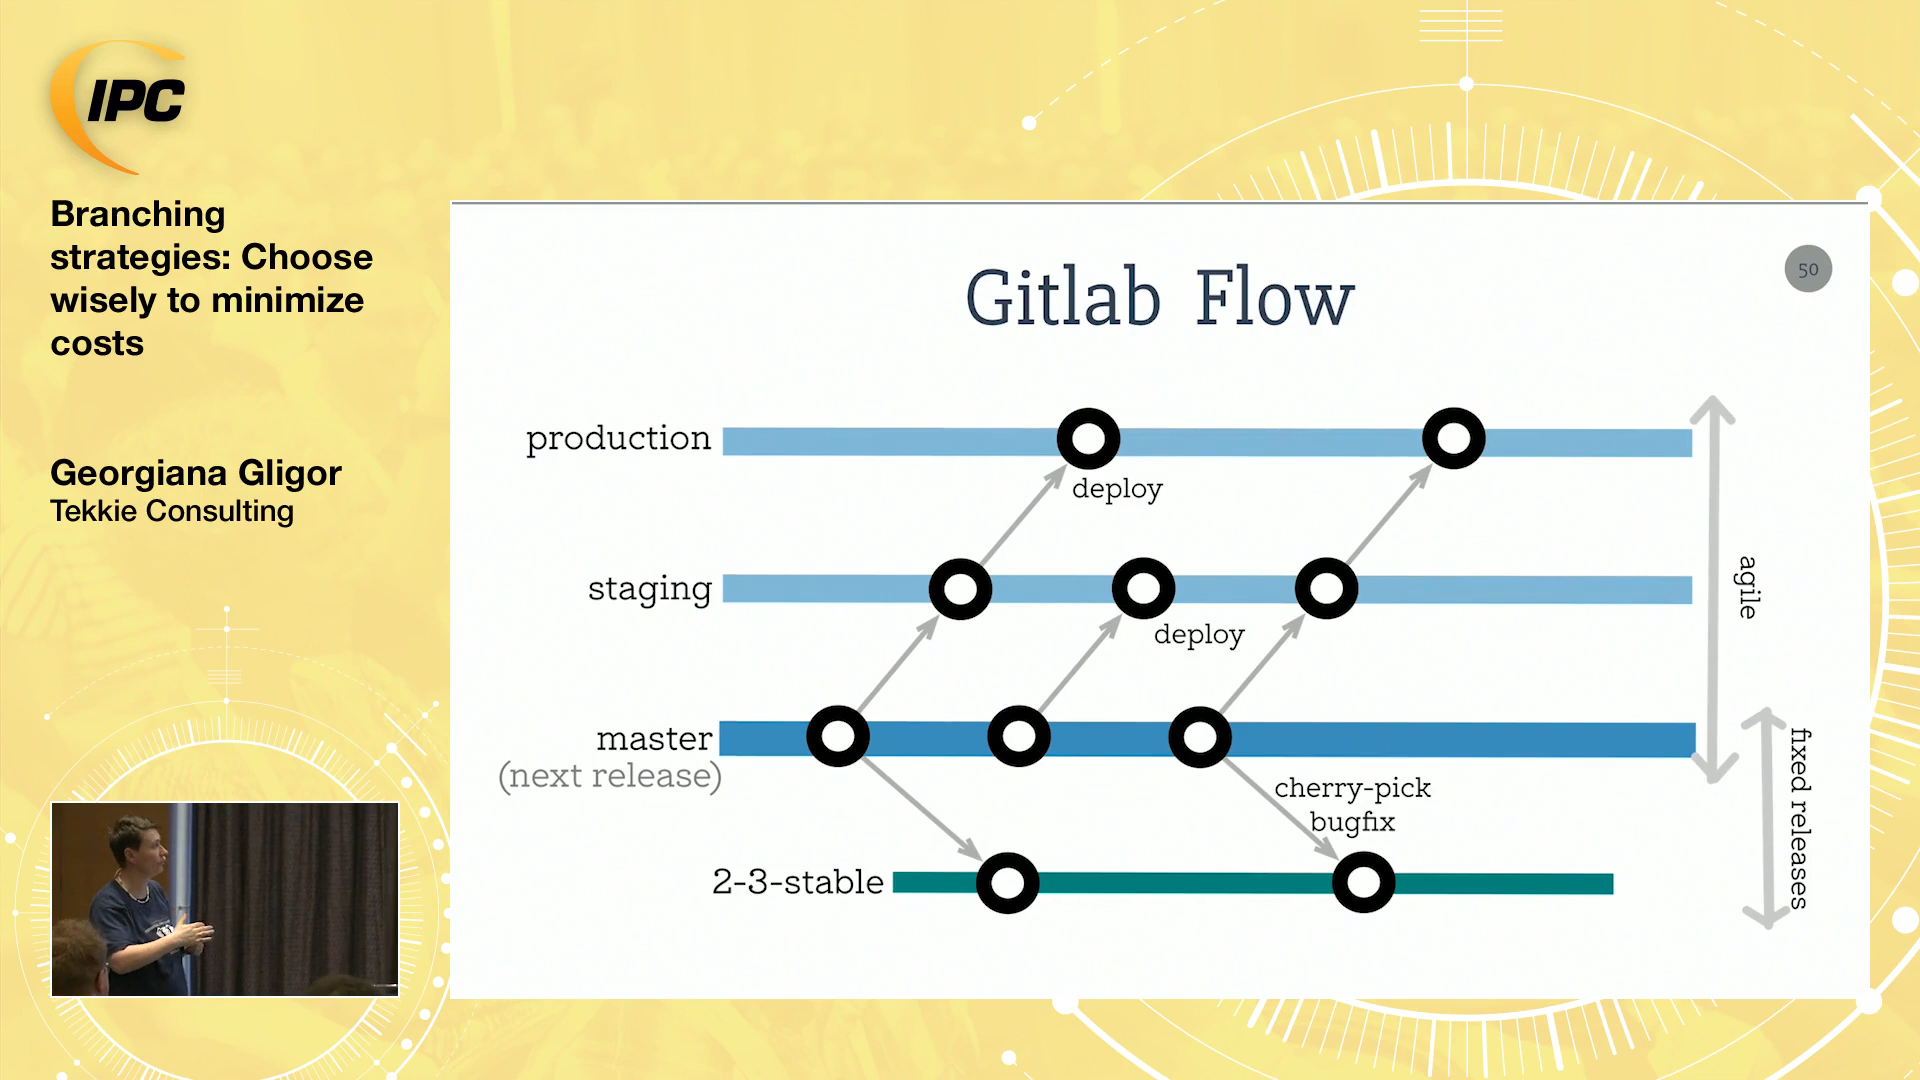 IPC
Branching
strategies: Choose
wisely to minimize
costs
Georgiana Gligor
Tekkie Consulting
50
Gitlab Flow
production
deploy
staging
deploy
agile
master
(next release)
cherry-pick
bugfix
fixed releases
2-3-stable